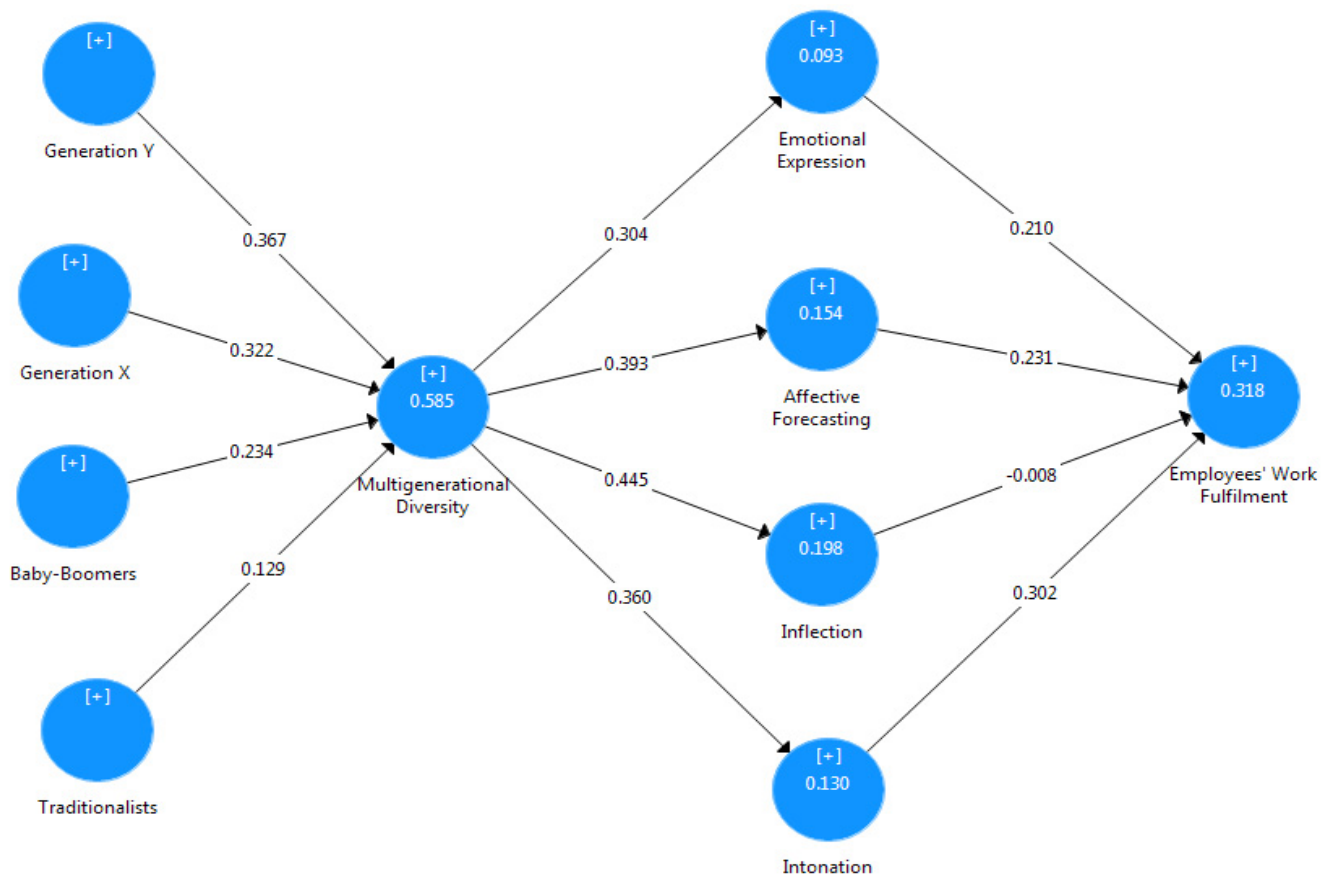 [+]
Generation Y
[+]
Generation X
[+]
Baby-Boomers
[+]
Traditionalists
0.367
0.322
0.234
0.129
[+]
0.585
Multigenerational
Diversity
0.304
0.393
0.445
0.360
[+]
0.093
Emotional
Expression
[+]
0.154
Affective
Forecasting
[+]
0.198
Inflection
[+]
0.130
Intonation
0.210
0.231
-0.008
0.302
[+]
0.318
Employees' Work
Fulfilment